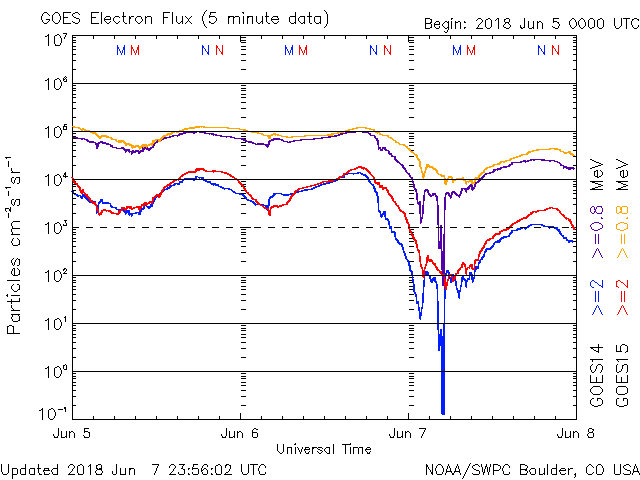 GOES Electron Flux (5 minute data)
Begin: 2018 Jun 5 0000 UTC
10⁷
M M N N M M N N M M N N
10⁶
10⁵
10⁴
10³
10²
10¹
10⁰
10⁻¹
Particles cm⁻²s⁻¹sr⁻¹
Jun 5 Jun 6 Jun 7 Jun 8
Universal Time
GOES14 >=2 >=0.8 MeV
GOES15 >=2 >=0.8 MeV
Updated 2018 Jun 7 23:56:02 UTC
NOAA/SWPC Boulder, CO USA